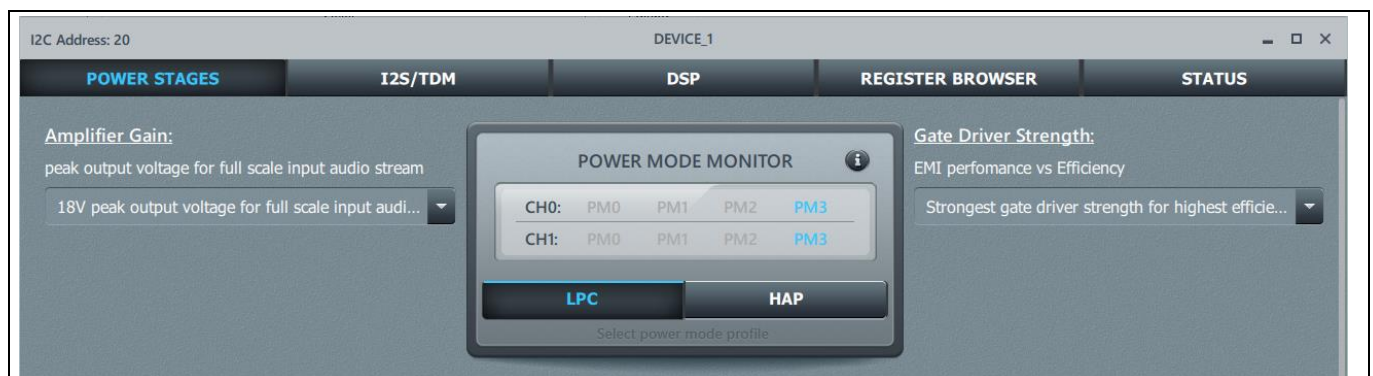 I2C Address: 20 DEVICE_1
POWER STAGES I2S/TDM DSP REGISTER BROWSER STATUS
Amplifier Gain:
peak output voltage for full scale input audio stream
18V peak output voltage for full scale input audi...
POWER MODE MONITOR
CH0: PM0 PM1 PM2 PM3
CH1: PM0 PM1 PM2 PM3
LPC HAP
Select power mode profile
Gate Driver Strength:
EMI perfomance vs Efficiency
Strongest gate driver strength for highest efficie...